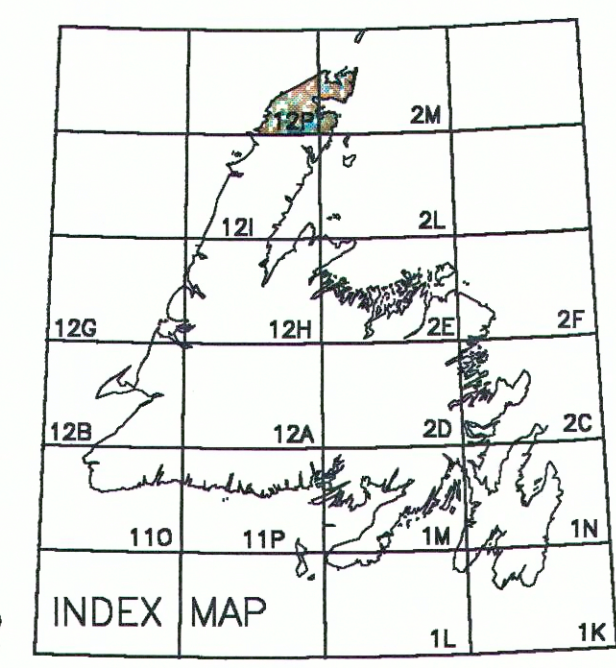 12P 2M
12I 2L
12G 12H 2E 2F
12B 12A 2D 2C
11O 11P 1M 1N
INDEX MAP 1L 1K